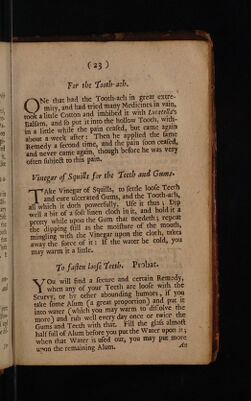 ( 23 )
For the Tooth-ach.
ONe that had the Tooth-ach in great extre-
mity, and had tried many Medicines in vain,
took a little Cotton and imbibed it with Lucatella's
Balsam, and so put it into the hollow Tooth, with-
in a little while the pain ceased, but came again
about a week after: Then he applied the same
Remedy a second time, and the pain soon ceased,
and never came again, though before he was very
often subject to this pain.
Vinegar of Squills for the Teeth and Gums.
TAke Vinegar of Squills, to settle loose Teeth
and cure ulcerated Gums, and the Tooth-ach,
all which it doth powerfully. Use it thus; Dip
well a bit of a soft linen cloth in it, and hold it a
pretty while upon the Gum that needeth; repeat
the dipping still as the moisture of the mouth,
mingling with the Vinegar upon the cloth, takes
away the force of it: If the water be cold, you
may warm it a little.
To fasten loose Teeth. Probat.
YOu will find a secure and certain Remedy,
when any of your Teeth are loose with the
Scurvy, or by other abounding humors, if you
take some Alum (a great proportion) and put it
into water (which you may warm to dissolve the
more) and rub well every day once or twice the
Gums and Teeth with that. Fill the glass almost
half full of Alum before you put the Water upon it;
when that Water is used out, you may put more
upon the remaining Alum.